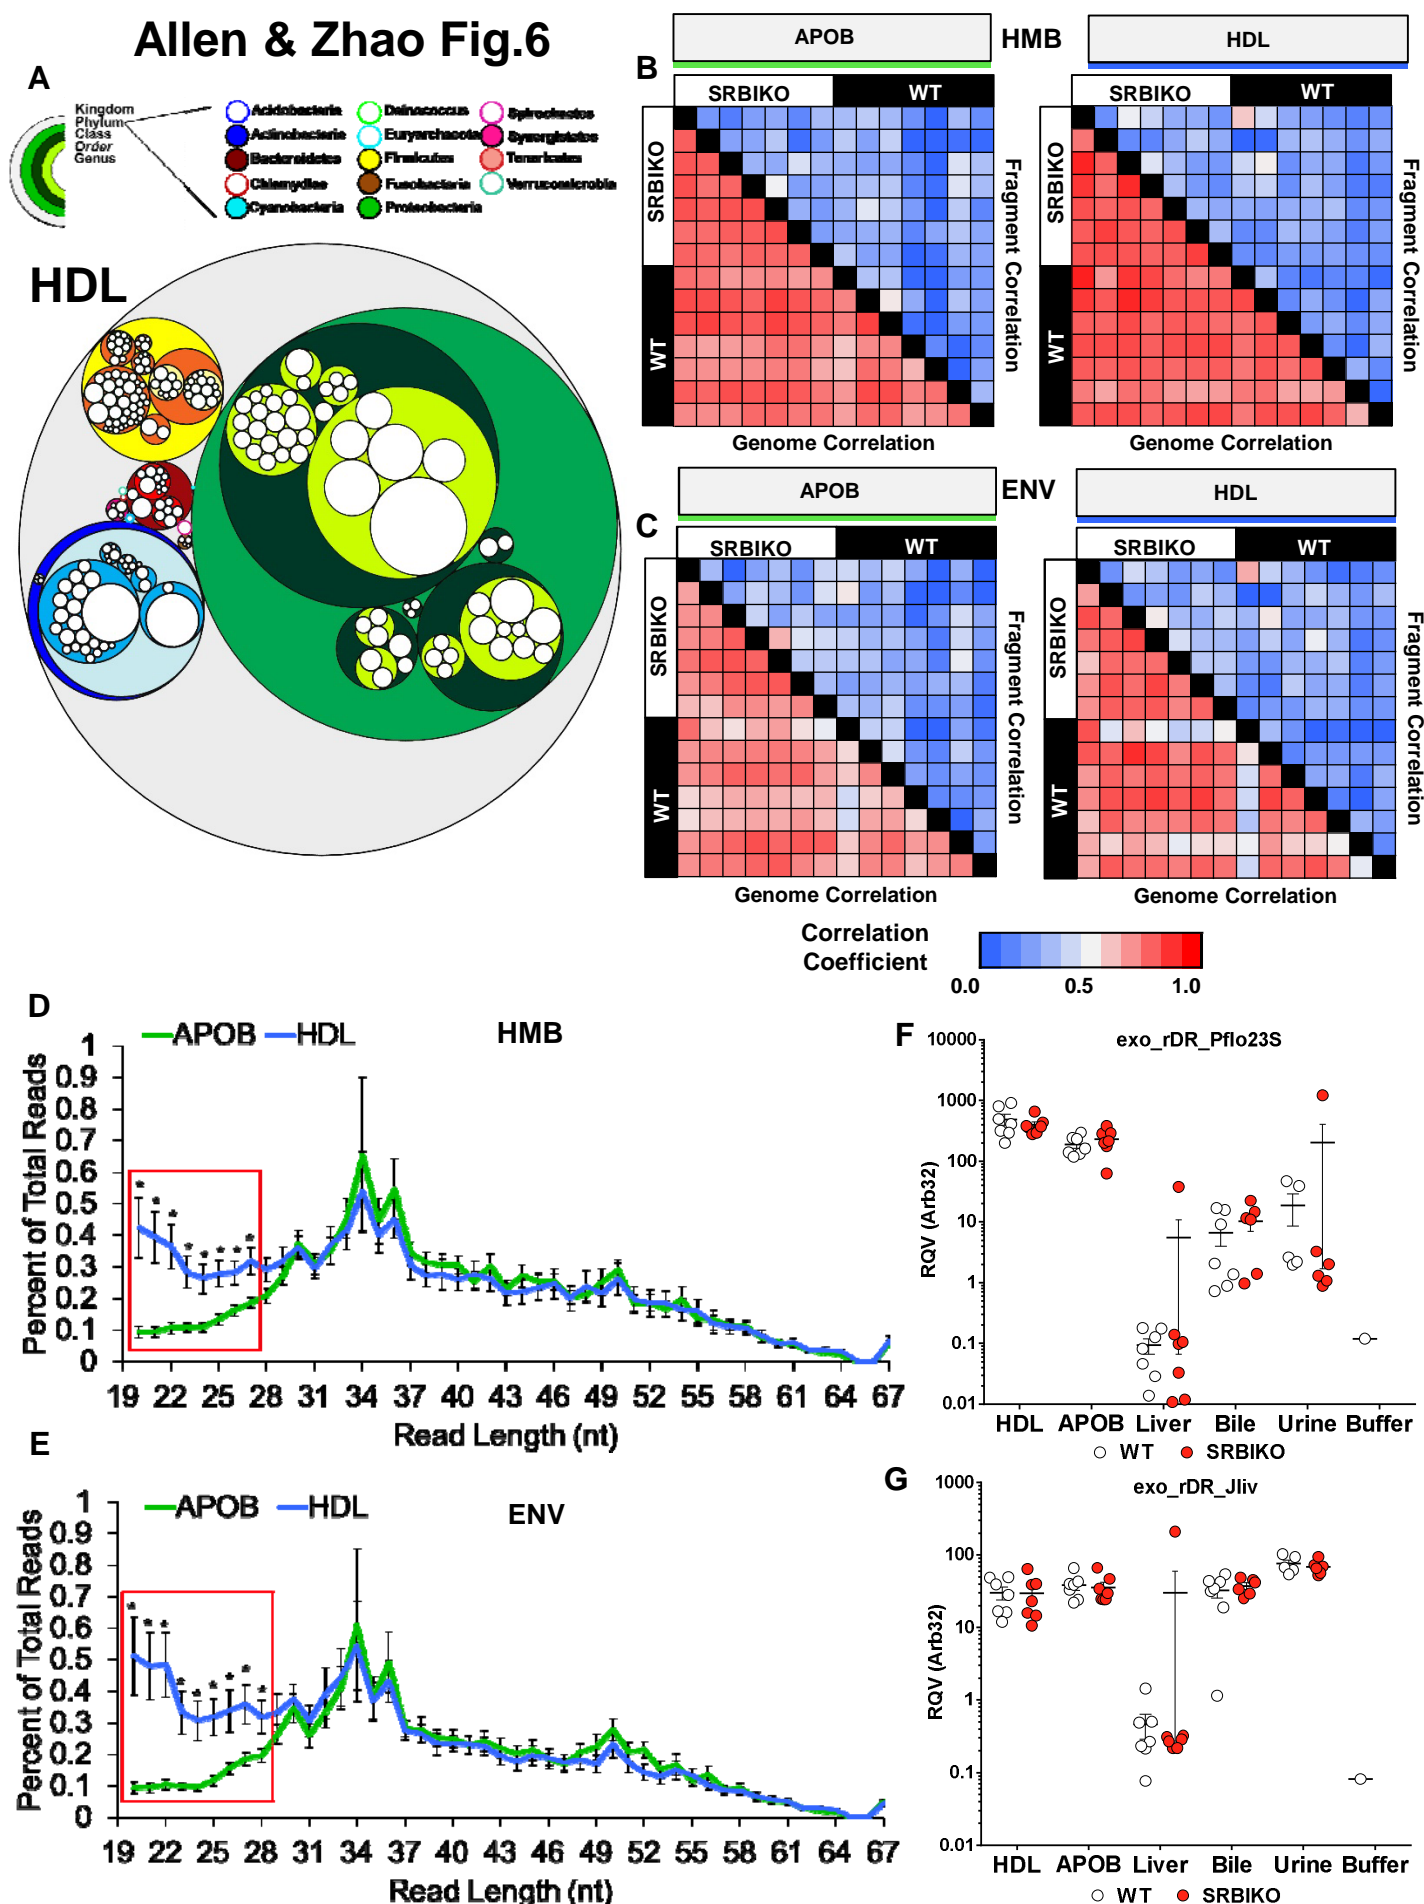 Allen & Zhao Fig.6
A
Kingdom
Phylum
Class
Order
Genus
Acidobacteria
Actinobacteria
Bacteroidetes
Chlamydiae
Cyanobacteria
Deinococcus
Euryarchaeota
Firmicutes
Fusobacteria
Proteobacteria
Spirochaetes
Synergistetes
Tenericutes
Verrucomicrobia
HDL
B
APOB
HMB
HDL
SRBIKO
WT
SRBIKO
WT
SRBIKO
WT
Fragment Correlation
SRBIKO
WT
Fragment Correlation
Genome Correlation
Genome Correlation
C
APOB
ENV
HDL
SRBIKO
WT
SRBIKO
WT
SRBIKO
WT
Fragment Correlation
SRBIKO
WT
Fragment Correlation
Genome Correlation
Genome Correlation
Correlation
Coefficient
0.0
0.5
1.0
D
APOB
HDL
HMB
Percent of Total Reads
1
0.9
0.8
0.7
0.6
0.5
0.4
0.3
0.2
0.1
0
* * * * * * * *
19 22 25 28 31 34 37 40 43 46 49 52 55 58 61 64 67
Read Length (nt)
E
APOB
HDL
ENV
Percent of Total Reads
1
0.9
0.8
0.7
0.6
0.5
0.4
0.3
0.2
0.1
0
* * * * * * * * *
19 22 25 28 31 34 37 40 43 46 49 52 55 58 61 64 67
Read Length (nt)
F
exo_rDR_Pflo23S
RQV (Arb32)
10000
1000
100
10
1
0.1
0.01
HDL APOB Liver Bile Urine Buffer
WT SRBIKO
G
exo_rDR_Jliv
RQV (Arb32)
1000
100
10
1
0.1
0.01
HDL APOB Liver Bile Urine Buffer
WT SRBIKO